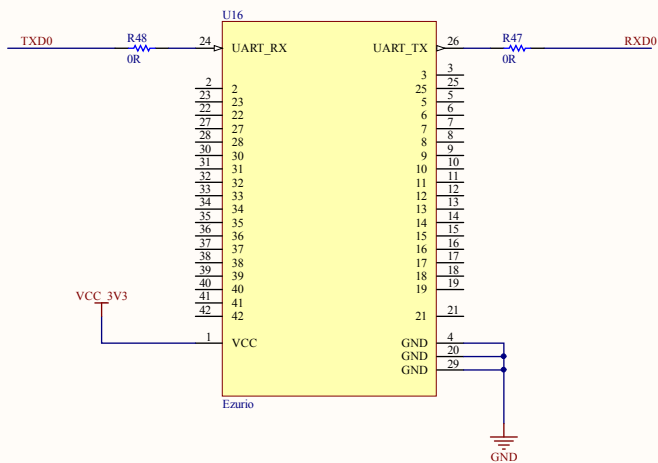 U16
TXD0 R48 24 UART_RX UART_TX 26 R47 RXD0
0R 0R
3 3
2 2 25 25
23 23 5 5
22 22 6 6
27 27 7 7
28 28 8 8
30 30 9 9
31 31 10 10
32 32 11 11
33 33 12 12
34 34 13 13
35 35 14 14
36 36 15 15
37 37 16 16
38 38 17 17
39 39 18 18
40 40 19 19
VCC_3V3 41 41
42 42 21 21
1 VCC GND 4
GND 20
GND 29
Ezurio
GND